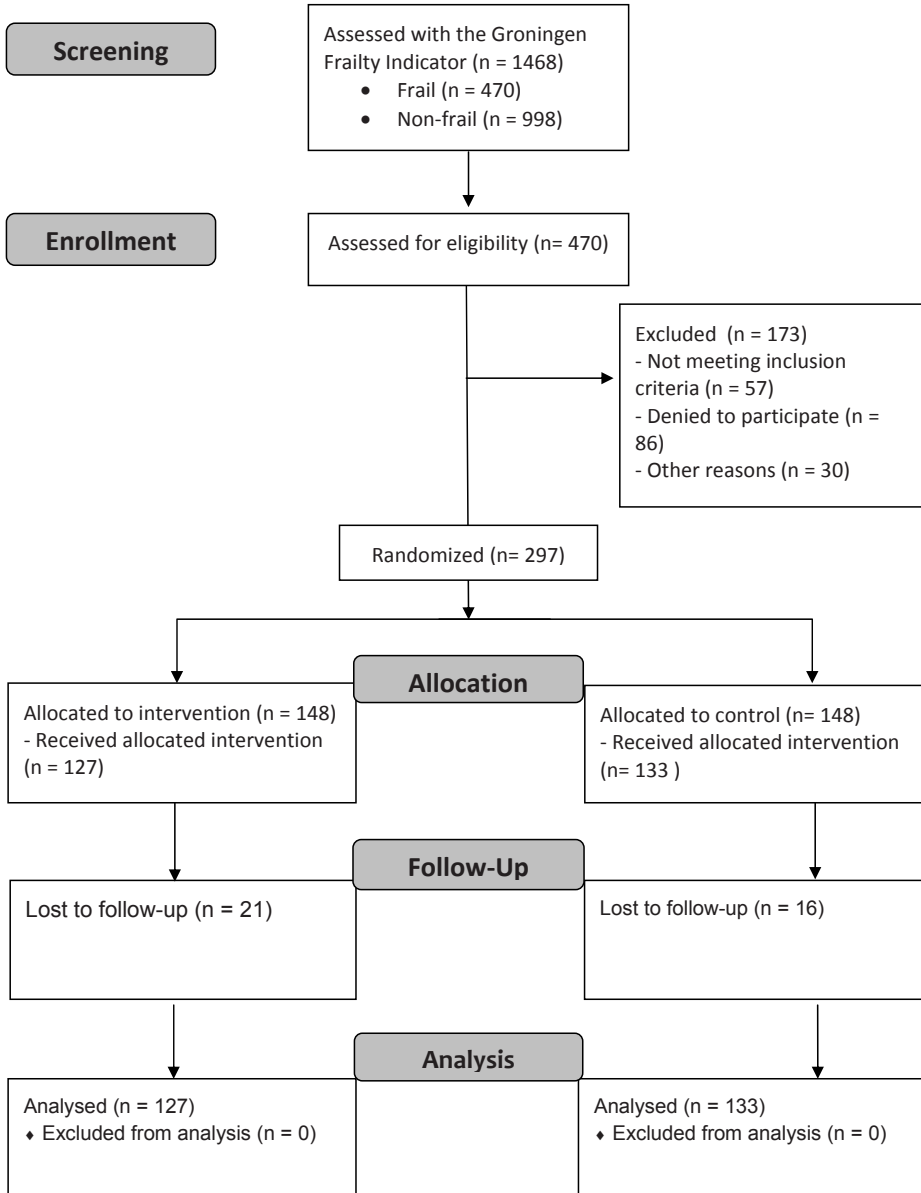 Screening
Assessed with the Groningen
Frailty Indicator (n = 1468)
• Frail (n = 470)
• Non-frail (n = 998)
Enrollment
Assessed for eligibility (n= 470)
Excluded (n = 173)
- Not meeting inclusion
criteria (n = 57)
- Denied to participate (n =
86)
- Other reasons (n = 30)
Randomized (n= 297)
Allocation
Allocated to intervention (n = 148)
- Received allocated intervention
(n = 127)
Allocated to control (n= 148)
- Received allocated intervention
(n= 133 )
Follow-Up
Lost to follow-up (n = 21)
Lost to follow-up (n = 16)
Analysis
Analysed (n = 127)
♦ Excluded from analysis (n = 0)
Analysed (n = 133)
♦ Excluded from analysis (n = 0)